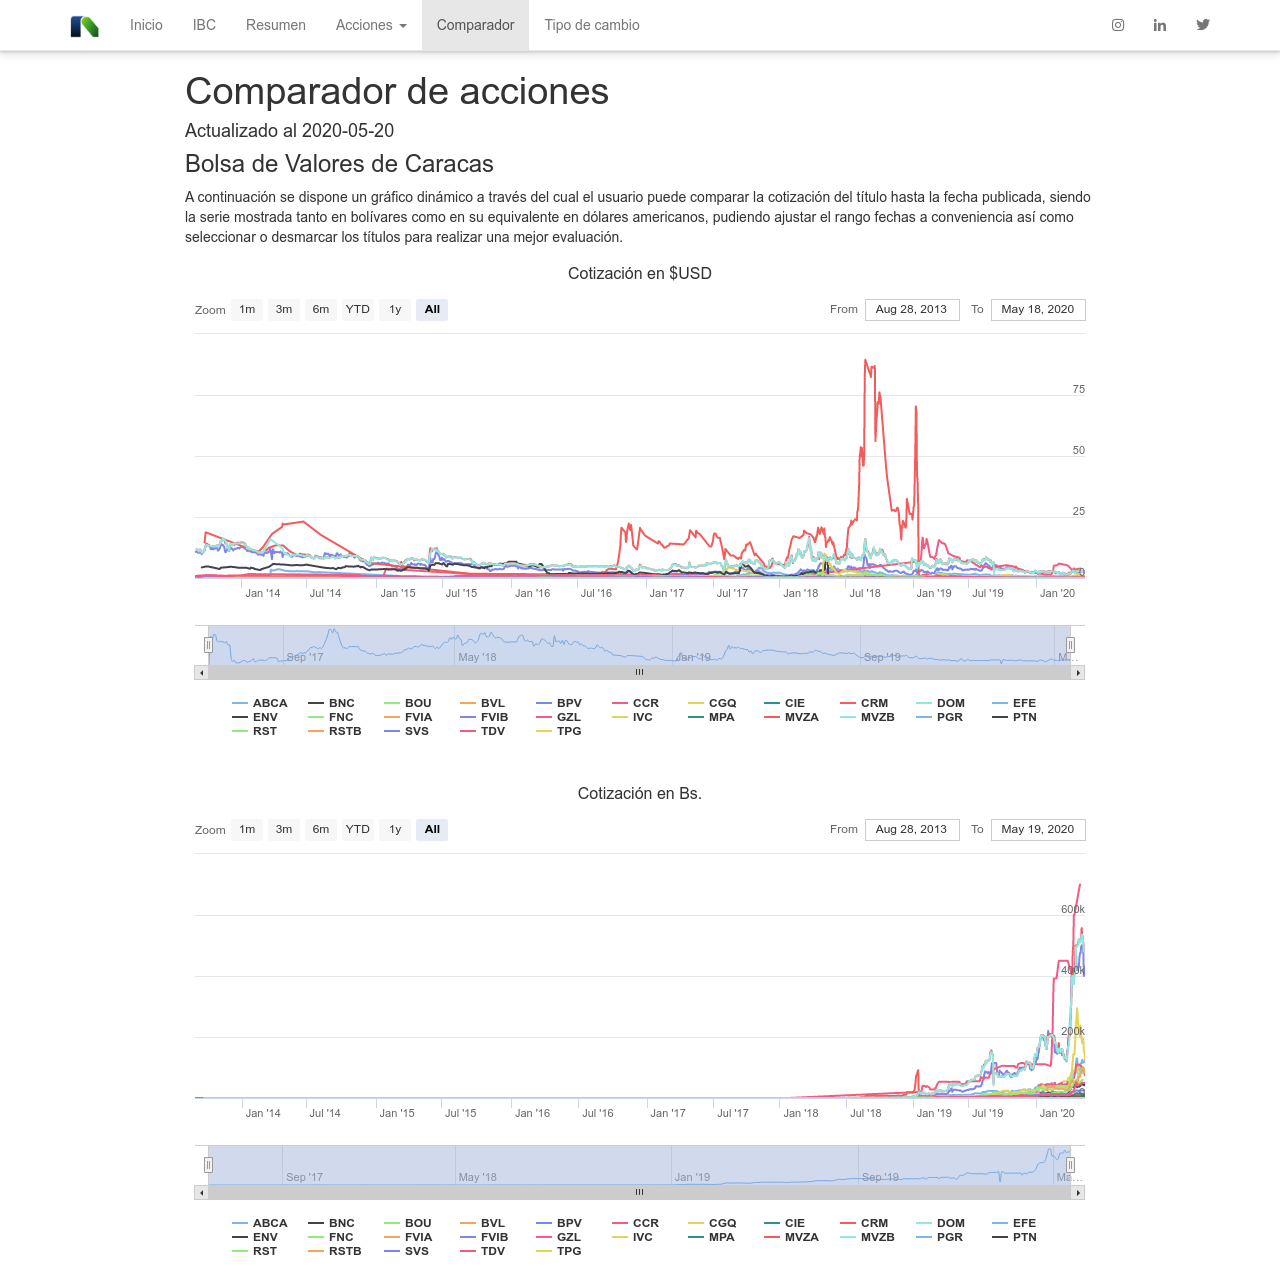 Inicio IBC Resumen Acciones Comparador Tipo de cambio
Comparador de acciones
Actualizado al 2020-05-20
Bolsa de Valores de Caracas
A continuación se dispone un gráfico dinámico a través del cual el usuario puede comparar la cotización del título hasta la fecha publicada, siendo
la serie mostrada tanto en bolívares como en su equivalente en dólares americanos, pudiendo ajustar el rango fechas a conveniencia así como
seleccionar o desmarcar los títulos para realizar una mejor evaluación.
Cotización en $USD
Zoom 1m 3m 6m YTD 1y All From Aug 28, 2013 To May 18, 2020
75
50
25
0
Jan '14 Jul '14 Jan '15 Jul '15 Jan '16 Jul '16 Jan '17 Jul '17 Jan '18 Jul '18 Jan '19 Jul '19 Jan '20
Sep '17 May '18 Jan '19 Sep '19 M…
ABCA BNC BOU BVL BPV CCR CGQ CIE CRM DOM EFE
ENV FNC FVIA FVIB GZL IVC MPA MVZA MVZB PGR PTN
RST RSTB SVS TDV TPG
Cotización en Bs.
Zoom 1m 3m 6m YTD 1y All From Aug 28, 2013 To May 19, 2020
600k
400k
200k
0
Jan '14 Jul '14 Jan '15 Jul '15 Jan '16 Jul '16 Jan '17 Jul '17 Jan '18 Jul '18 Jan '19 Jul '19 Jan '20
Sep '17 May '18 Jan '19 Sep '19 Ma…
ABCA BNC BOU BVL BPV CCR CGQ CIE CRM DOM EFE
ENV FNC FVIA FVIB GZL IVC MPA MVZA MVZB PGR PTN
RST RSTB SVS TDV TPG